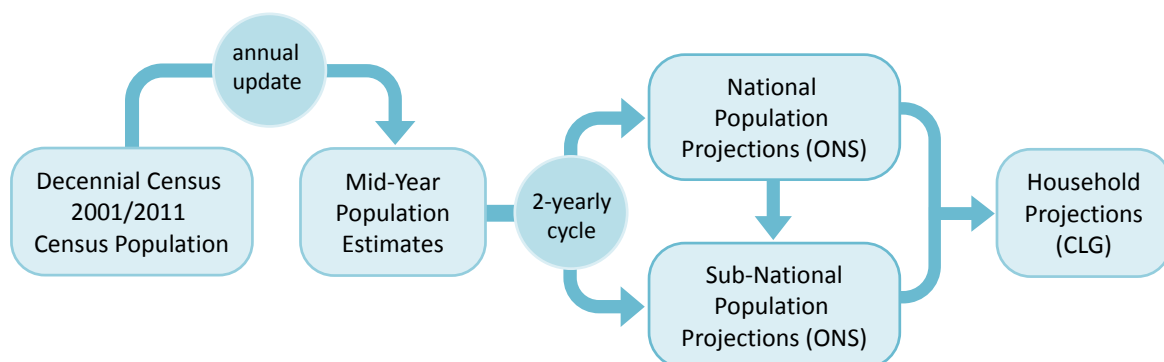 annual
update
Decennial Census
2001/2011
Census Population
Mid-Year
Population
Estimates
2-yearly
cycle
National
Population
Projections (ONS)
Sub-National
Population
Projections (ONS)
Household
Projections
(CLG)